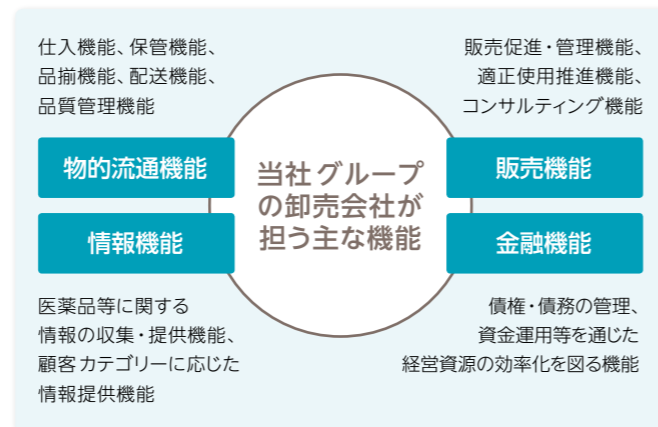 仕入機能、保管機能、
品揃機能、配送機能、
品質管理機能
物的流通機能
情報機能
医薬品等に関する
情報の収集・提供機能、
顧客カテゴリーに応じた
情報提供機能
当社グループ
の卸売会社が
担う主な機能
販売促進・管理機能、
適正使用推進機能、
コンサルティング機能
販売機能
金融機能
債権・債務の管理、
資金運用等を通じた
経営資源の効率化を図る機能